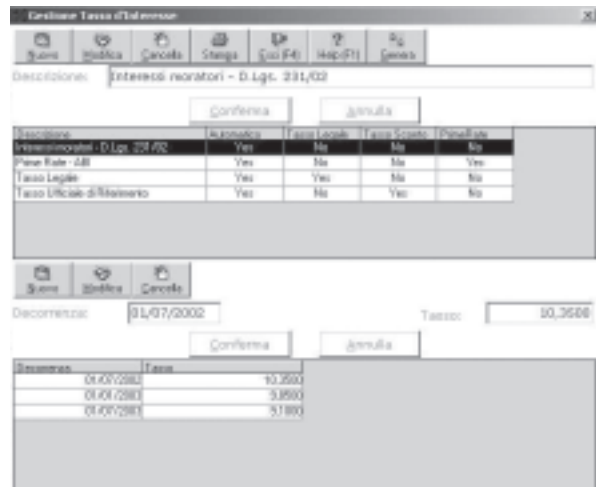 Gestione Tasso d'Interesse
Nuovo Modifica Cancella Stampa Esci (F4) Help (F1) Genera
Descrizione: Interessi moratori - D.Lgs. 231/02
Conferma Annulla
Descrizione Automatico Tasso Legale Tasso Sconto PrimeRate
Interessi moratori - D.Lgs. 231/02 Yes No No No
Prime Rate - ABI Yes No No Yes
Tasso Legale Yes Yes No No
Tasso Ufficiale di Riferimento Yes No Yes No
Nuovo Modifica Cancella
Decorrenza: 01/07/2002 Tasso: 10,3500
Conferma Annulla
Decorrenza Tasso
01/07/2002 10,3500
01/01/2003 9,8500
01/07/2003 9,1000